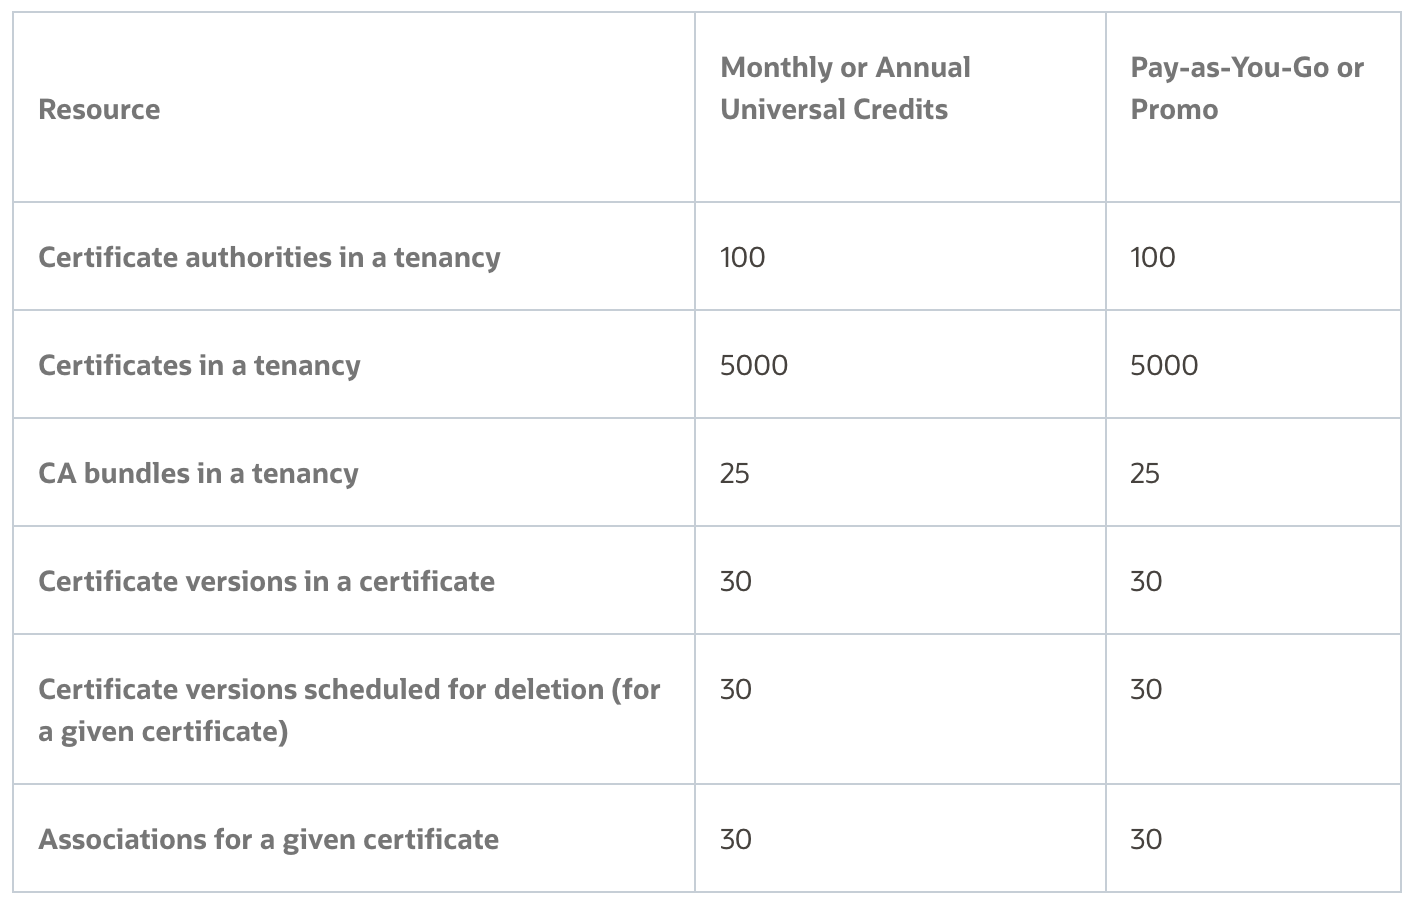 Resource
Monthly or Annual
Universal Credits
Pay-as-You-Go or
Promo
Certificate authorities in a tenancy
100
100
Certificates in a tenancy
5000
5000
CA bundles in a tenancy
25
25
Certificate versions in a certificate
30
30
Certificate versions scheduled for deletion (for
a given certificate)
30
30
Associations for a given certificate
30
30